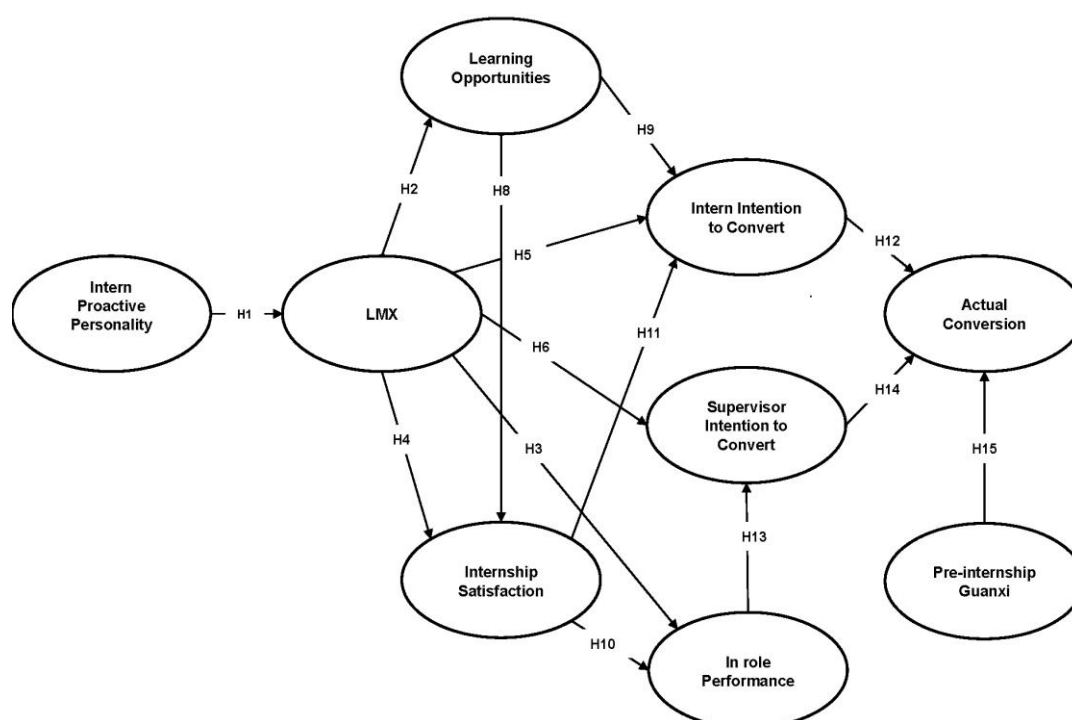 Learning
Opportunities
H9
H2
H8
Intern Intention
to Convert
H5
H12
Intern
Proactive
Personality
H1
LMX
Actual
Conversion
H6
H11
H14
Supervisor
Intention to
Convert
H4
H3
H15
H13
Internship
Satisfaction
Pre-internship
Guanxi
H10
In role
Performance